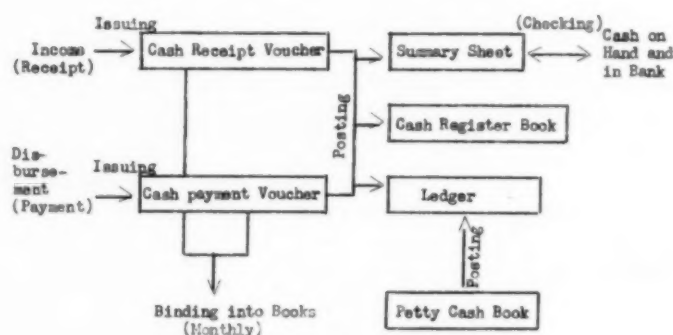 Issuing
Income
(Receipt)
Cash Receipt Voucher
Summary Sheet
(Checking)
Cash on
Hand and
in Bank
Posting
Cash Register Book
Dis-
burse-
ment
(Payment)
Issuing
Cash payment Voucher
Ledger
Posting
Binding into Books
(Monthly)
Petty Cash Book